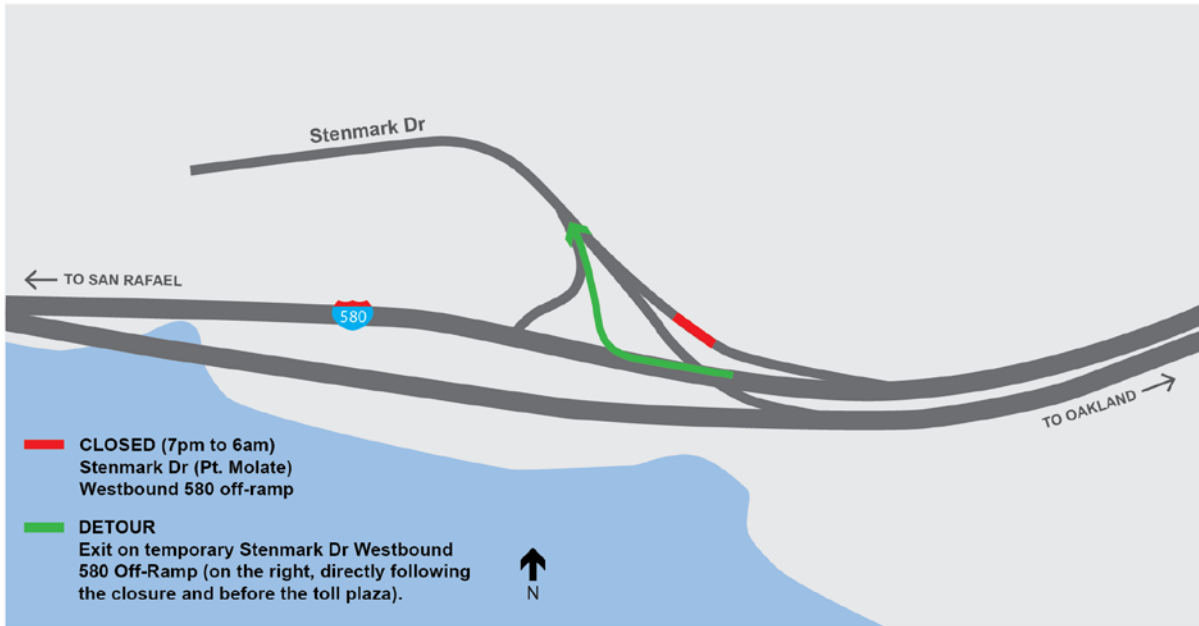 Stenmark Dr
TO SAN RAFAEL
580
TO OAKLAND
CLOSED (7pm to 6am)
Stenmark Dr (Pt. Molate)
Westbound 580 off-ramp
DETOUR
Exit on temporary Stenmark Dr Westbound
580 Off-Ramp (on the right, directly following
the closure and before the toll plaza).
N